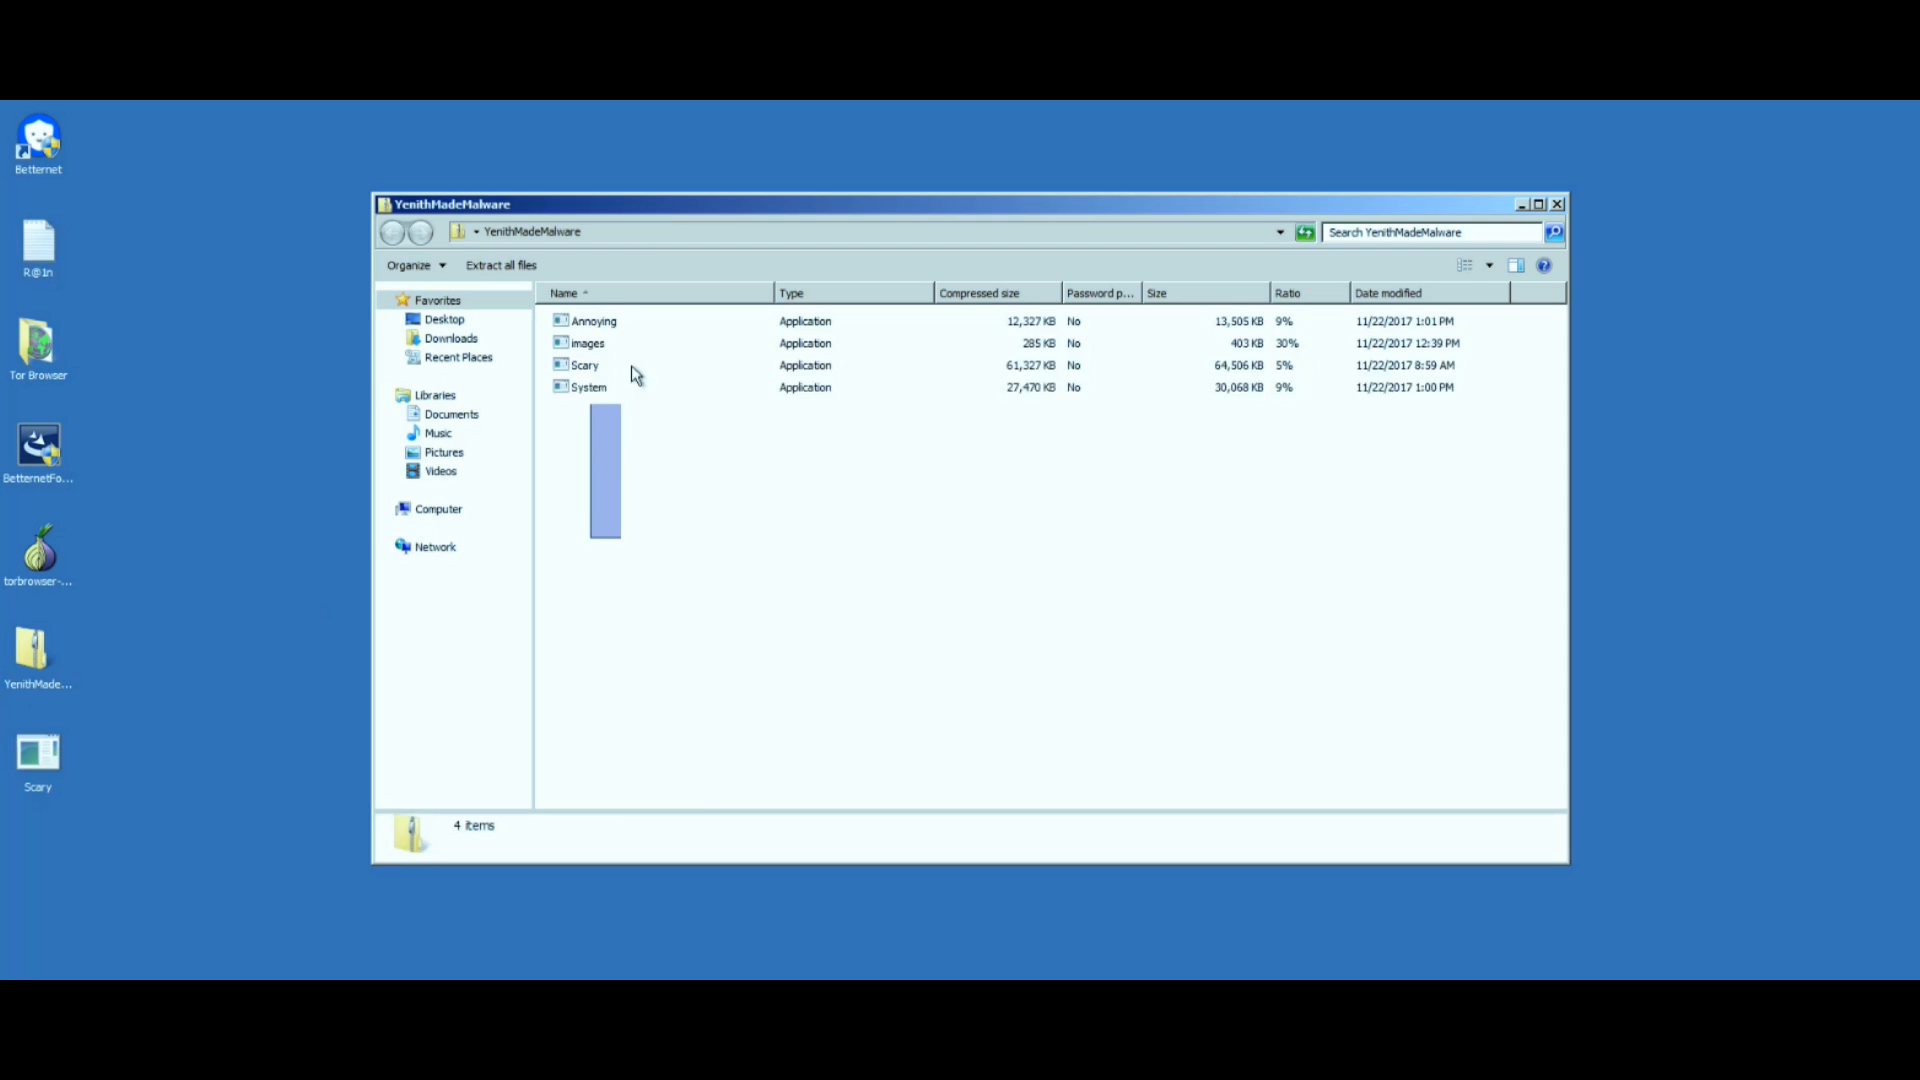 Betternet
R@1n
Tor Browser
BetternetFo...
torbrowser-...
YenithMade...
Scary
YenithMadeMalware
YenithMadeMalware
Search YenithMadeMalware
Organize Extract all files
Favorites
Desktop
Downloads
Recent Places
Libraries
Documents
Music
Pictures
Videos
Computer
Network
Name Type Compressed size Password p... Size Ratio Date modified
Annoying Application 12,327 KB No 13,505 KB 9% 11/22/2017 1:01 PM
images Application 285 KB No 403 KB 30% 11/22/2017 12:39 PM
Scary Application 61,327 KB No 64,506 KB 5% 11/22/2017 8:59 AM
System Application 27,470 KB No 30,068 KB 9% 11/22/2017 1:00 PM
4 items